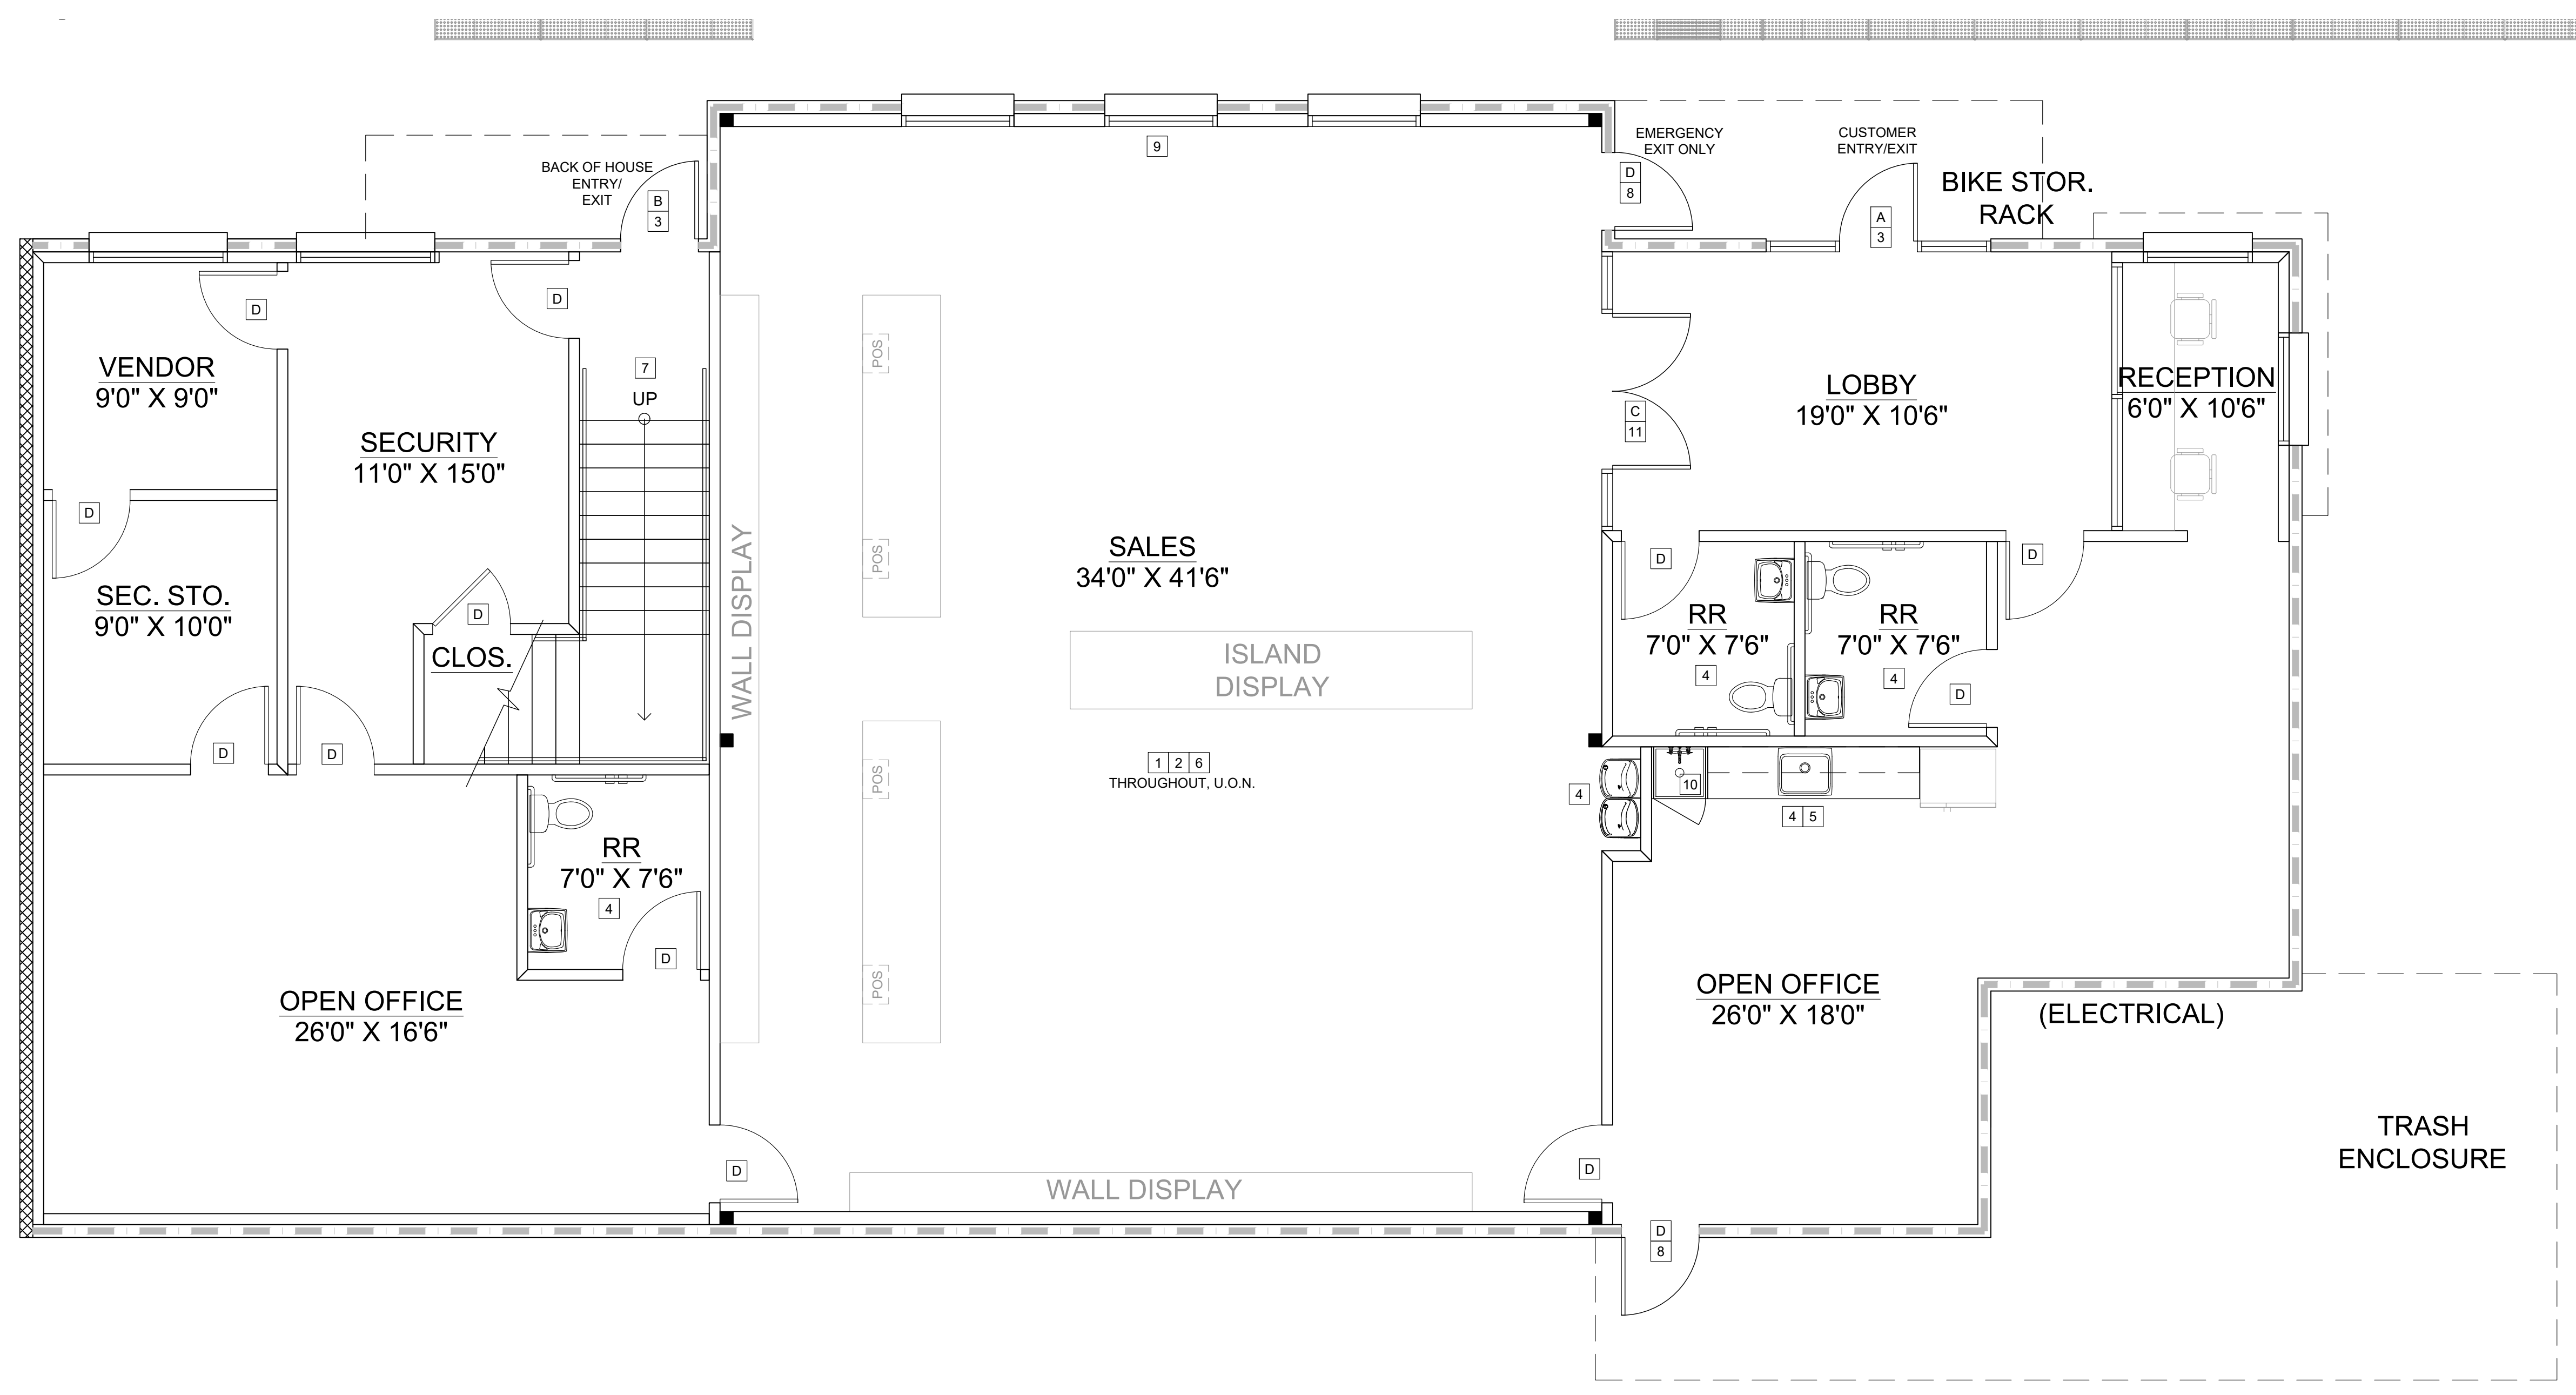 BACK OF HOUSE
ENTRY/
EXIT
B
3
9
EMERGENCY
EXIT ONLY
D
8
CUSTOMER
ENTRY/EXIT
A
3
BIKE STOR.
RACK
D
D
VENDOR
9'0" X 9'0"
D
SECURITY
11'0" X 15'0"
7
UP
SEC. STO.
9'0" X 10'0"
D
CLOS.
D
D
WALL DISPLAY
POS
POS
POS
POS
SALES
34'0" X 41'6"
ISLAND
DISPLAY
1 2 6
THROUGHOUT, U.O.N.
C
11
LOBBY
19'0" X 10'6"
RECEPTION
6'0" X 10'6"
D
RR
7'0" X 7'6"
4
RR
7'0" X 7'6"
4
D
D
4
10
4 5
RR
7'0" X 7'6"
4
D
OPEN OFFICE
26'0" X 16'6"
OPEN OFFICE
26'0" X 18'0"
(ELECTRICAL)
D
WALL DISPLAY
D
D
8
TRASH
ENCLOSURE